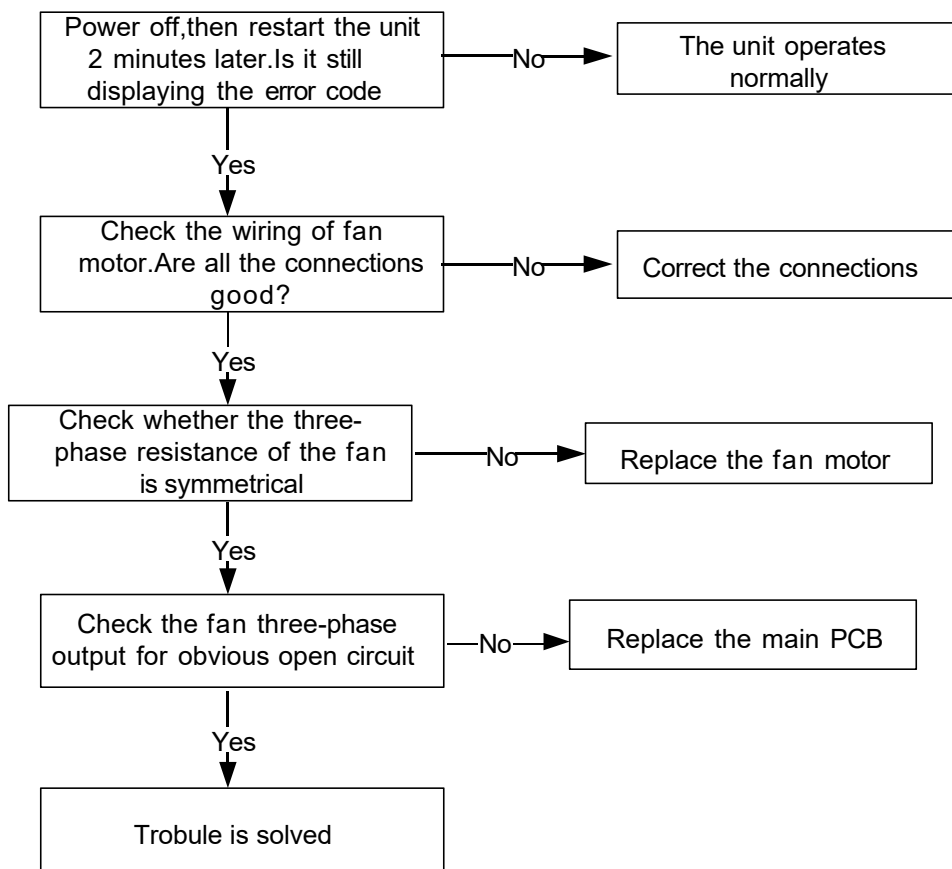 Power off,then restart the unit
2 minutes later.Is it still
displaying the error code
No
The unit operates
normally
Yes
Check the wiring of fan
motor.Are all the connections
good?
No
Correct the connections
Yes
Check whether the three-
phase resistance of the fan
is symmetrical
No
Replace the fan motor
Yes
Check the fan three-phase
output for obvious open circuit
No
Replace the main PCB
Yes
Trobule is solved